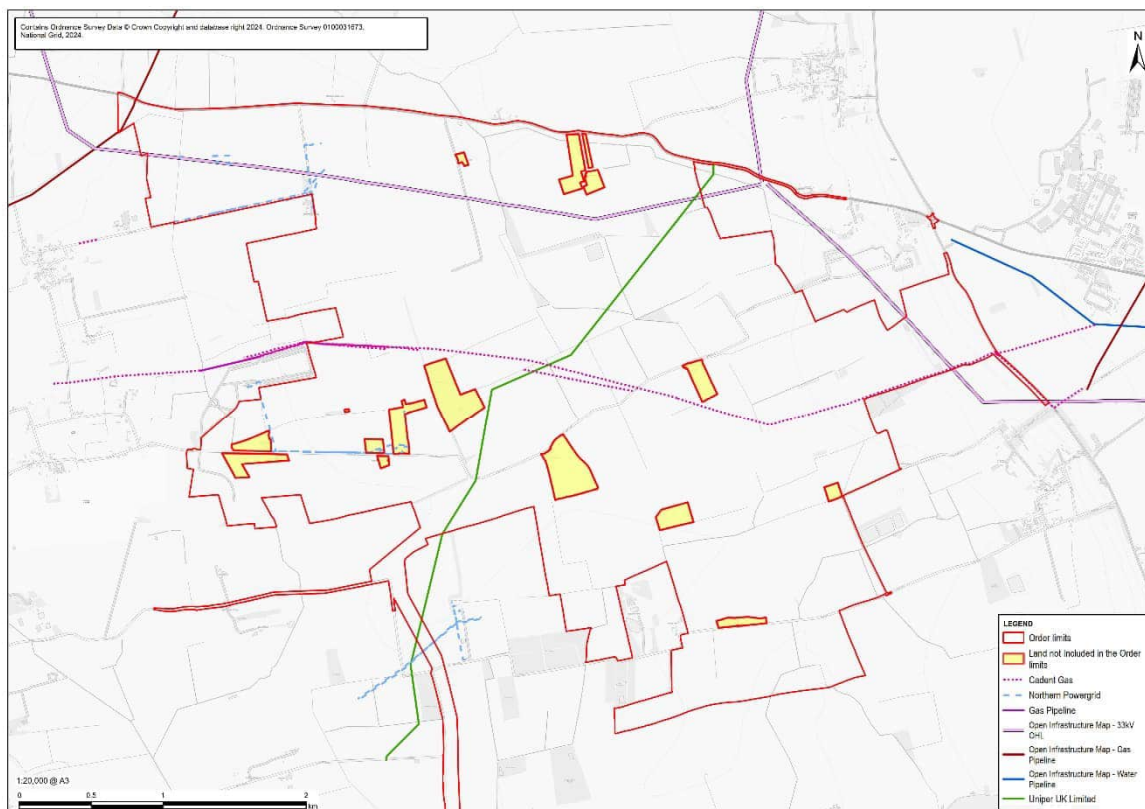 Contains Ordnance Survey Data © Crown Copyright and database right 2024. Ordnance Survey 0100031673.
National Grid, 2024.
N
LEGEND
Order limits
Land not included in the Order
limits
Cadent Gas
Northern Powergrid
Gas Pipeline
Open Infrastructure Map - 33kV
OHL
Open Infrastructure Map - Gas
Pipeline
Open Infrastructure Map - Water
Pipeline
Uniper UK Limited
1:20,000 @ A3
0 0.5 1 2
km